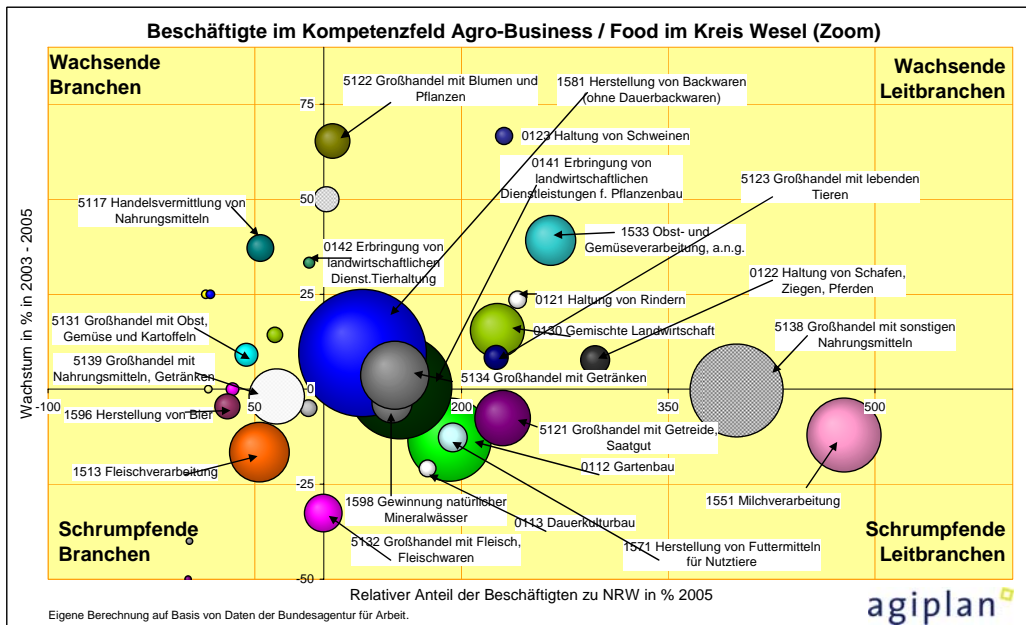 Beschäftigte im Kompetenzfeld Agro-Business / Food im Kreis Wesel (Zoom)
Wachsende
Branchen
Wachsende
Leitbranchen
5122 Großhandel mit Blumen und
Pflanzen
1581 Herstellung von Backwaren
(ohne Dauerbackwaren)
0123 Haltung von Schweinen
0141 Erbringung von
landwirtschaftlichen
Dienstleistungen f. Pflanzenbau
5123 Großhandel mit lebenden
Tieren
5117 Handelsvermittlung von
Nahrungsmitteln
0142 Erbringung von
landwirtschaftlichen
Dienst.Tierhaltung
1533 Obst- und
Gemüseverarbeitung, a.n.g.
0122 Haltung von Schafen,
Ziegen, Pferden
0121 Haltung von Rindern
5131 Großhandel mit Obst,
Gemüse und Kartoffeln
0130 Gemischte Landwirtschaft
5138 Großhandel mit sonstigen
Nahrungsmitteln
5139 Großhandel mit
Nahrungsmitteln, Getränken
5134 Großhandel mit Getränken
1596 Herstellung von Bier
5121 Großhandel mit Getreide,
Saatgut
0112 Gartenbau
1513 Fleischverarbeitung
1551 Milchverarbeitung
1598 Gewinnung natürlicher
Mineralwässer
0113 Dauerkulturbau
5132 Großhandel mit Fleisch,
Fleischwaren
1571 Herstellung von Futtermitteln
für Nutztiere
Schrumpfende
Branchen
Schrumpfende
Leitbranchen
75
50
25
0
-25
-50
-100
50
200
350
500
Wachstum in % in 2003 - 2005
Relativer Anteil der Beschäftigten zu NRW in % 2005
Eigene Berechnung auf Basis von Daten der Bundesagentur für Arbeit.
agiplan